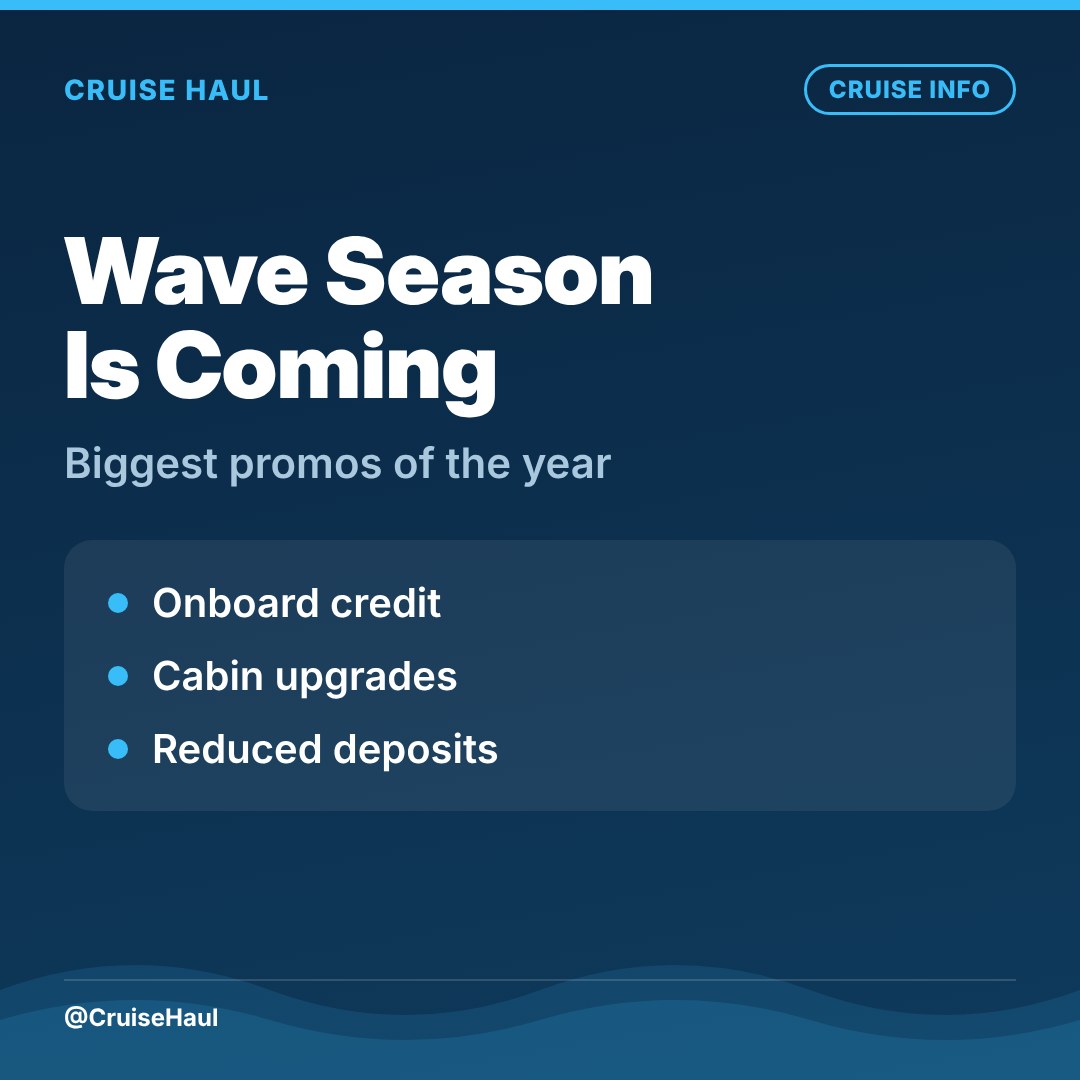 CRUISE HAUL
CRUISE INFO
Wave Season
Is Coming
Biggest promos of the year
Onboard credit
Cabin upgrades
Reduced deposits
@CruiseHaul